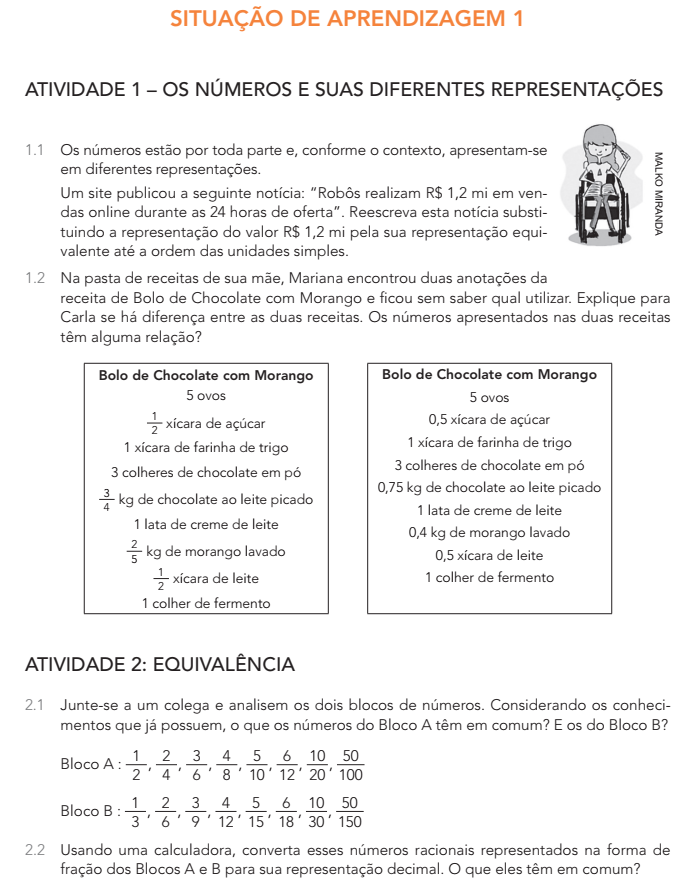 SITUAÇÃO DE APRENDIZAGEM 1
ATIVIDADE 1 – OS NÚMEROS E SUAS DIFERENTES REPRESENTAÇÕES
1.1 Os números estão por toda parte e, conforme o contexto, apresentam-se
em diferentes representações.
Um site publicou a seguinte notícia: “Robôs realizam R$ 1,2 mi em ven-
das online durante as 24 horas de oferta”. Reescreva esta notícia substi-
tuindo a representação do valor R$ 1,2 mi pela sua representação equi-
valente até a ordem das unidades simples.
MALKO MIRANDA
1.2 Na pasta de receitas de sua mãe, Mariana encontrou duas anotações da
receita de Bolo de Chocolate com Morango e ficou sem saber qual utilizar. Explique para
Carla se há diferença entre as duas receitas. Os números apresentados nas duas receitas
têm alguma relação?
Bolo de Chocolate com Morango
5 ovos
1/2 xícara de açúcar
1 xícara de farinha de trigo
3 colheres de chocolate em pó
3/4 kg de chocolate ao leite picado
1 lata de creme de leite
2/5 kg de morango lavado
1/2 xícara de leite
1 colher de fermento
Bolo de Chocolate com Morango
5 ovos
0,5 xícara de açúcar
1 xícara de farinha de trigo
3 colheres de chocolate em pó
0,75 kg de chocolate ao leite picado
1 lata de creme de leite
0,4 kg de morango lavado
0,5 xícara de leite
1 colher de fermento
ATIVIDADE 2: EQUIVALÊNCIA
2.1 Junte-se a um colega e analisem os dois blocos de números. Considerando os conheci-
mentos que já possuem, o que os números do Bloco A têm em comum? E os do Bloco B?
Bloco A : 1/2, 2/4, 3/6, 4/8, 5/10, 6/12, 10/20, 50/100
Bloco B : 1/3, 2/6, 3/9, 4/12, 5/15, 6/18, 10/30, 50/150
2.2 Usando uma calculadora, converta esses números racionais representados na forma de
fração dos Blocos A e B para sua representação decimal. O que eles têm em comum?